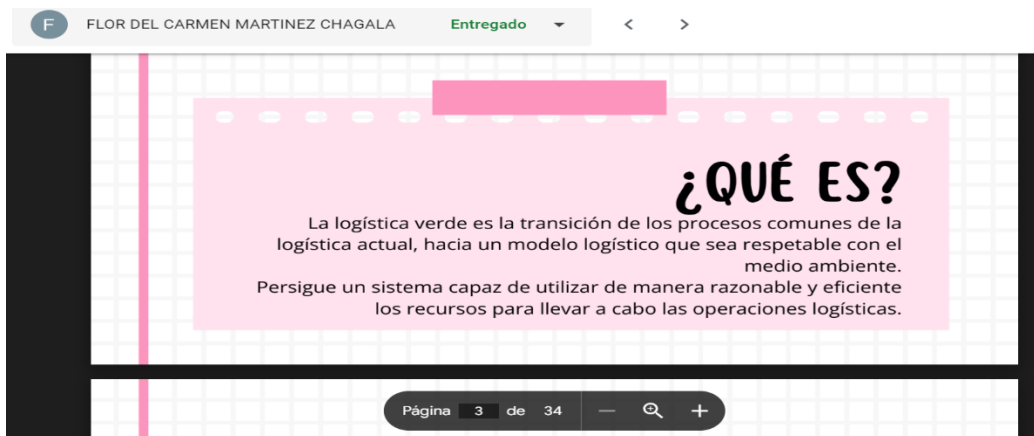 F FLOR DEL CARMEN MARTINEZ CHAGALA Entregado
¿QUÉ ES?
La logística verde es la transición de los procesos comunes de la
logística actual, hacia un modelo logístico que sea respetable con el
medio ambiente.
Persigue un sistema capaz de utilizar de manera razonable y eficiente
los recursos para llevar a cabo las operaciones logísticas.
Página 3 de 34